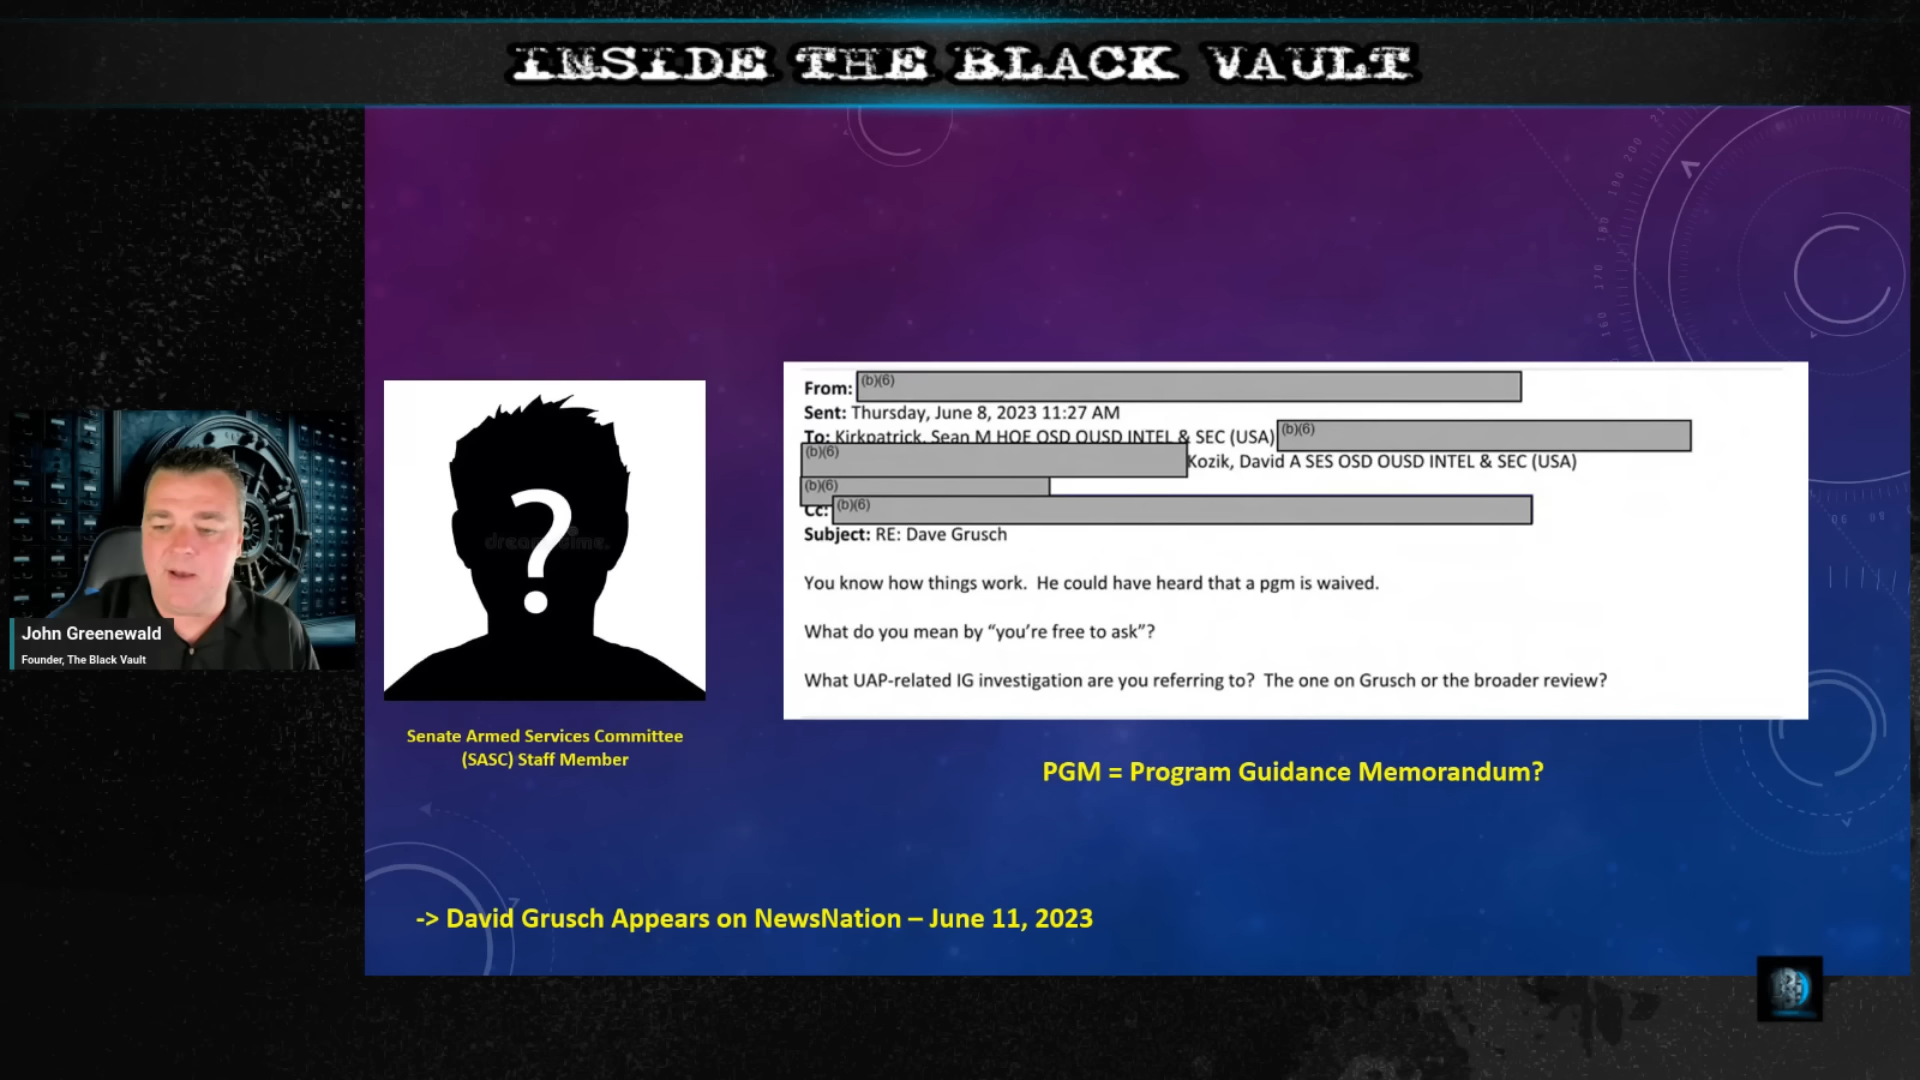 INSIDE THE BLACK VAULT
From: (b)(6)
Sent: Thursday, June 8, 2023 11:27 AM
To: Kirkpatrick, Sean M HQE OSD OUSD INTEL & SEC (USA) (b)(6)
(b)(6) Kozik, David A SES OSD OUSD INTEL & SEC (USA)
(b)(6)
Cc: (b)(6)
Subject: RE: Dave Grusch
You know how things work. He could have heard that a pgm is waived.
What do you mean by “you’re free to ask”?
What UAP-related IG investigation are you referring to? The one on Grusch or the broader review?
John Greenewald
Founder, The Black Vault
Senate Armed Services Committee
(SASC) Staff Member
PGM = Program Guidance Memorandum?
-> David Grusch Appears on NewsNation – June 11, 2023
160
170
180
190
200